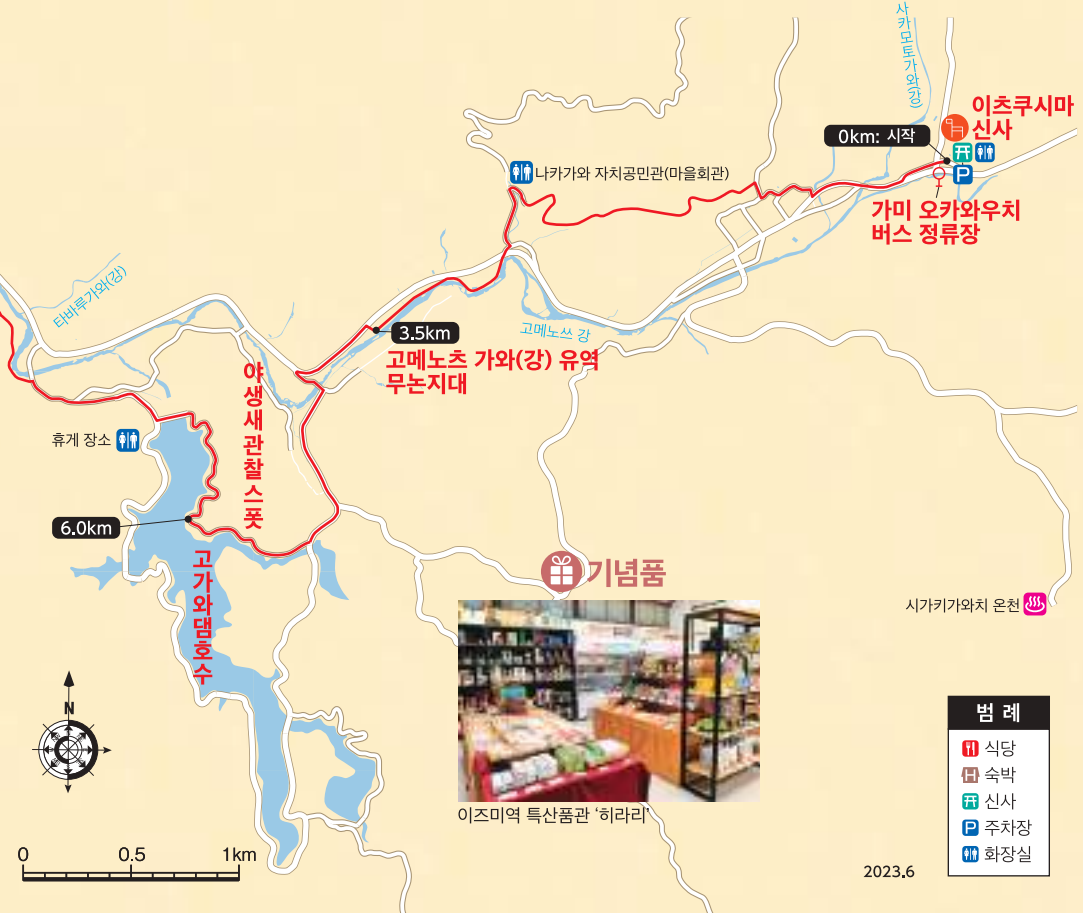 사카모토가와(강)
이츠쿠시마
신사
0km: 시작
P
가미 오카와우치
버스 정류장
나카가와 자치공민관(마을회관)
타바루가와(강)
고메노쓰 강
3.5km
고메노츠 가와(강) 유역
무논지대
야생새관찰스폿
휴게 장소
6.0km
고가와댐호수
기념품
시가키가와치 온천
이즈미역 특산품관 ‘히라리’
N
0 0.5 1km
2023.6
범 례
식당
H 숙박
신사
P 주차장
화장실